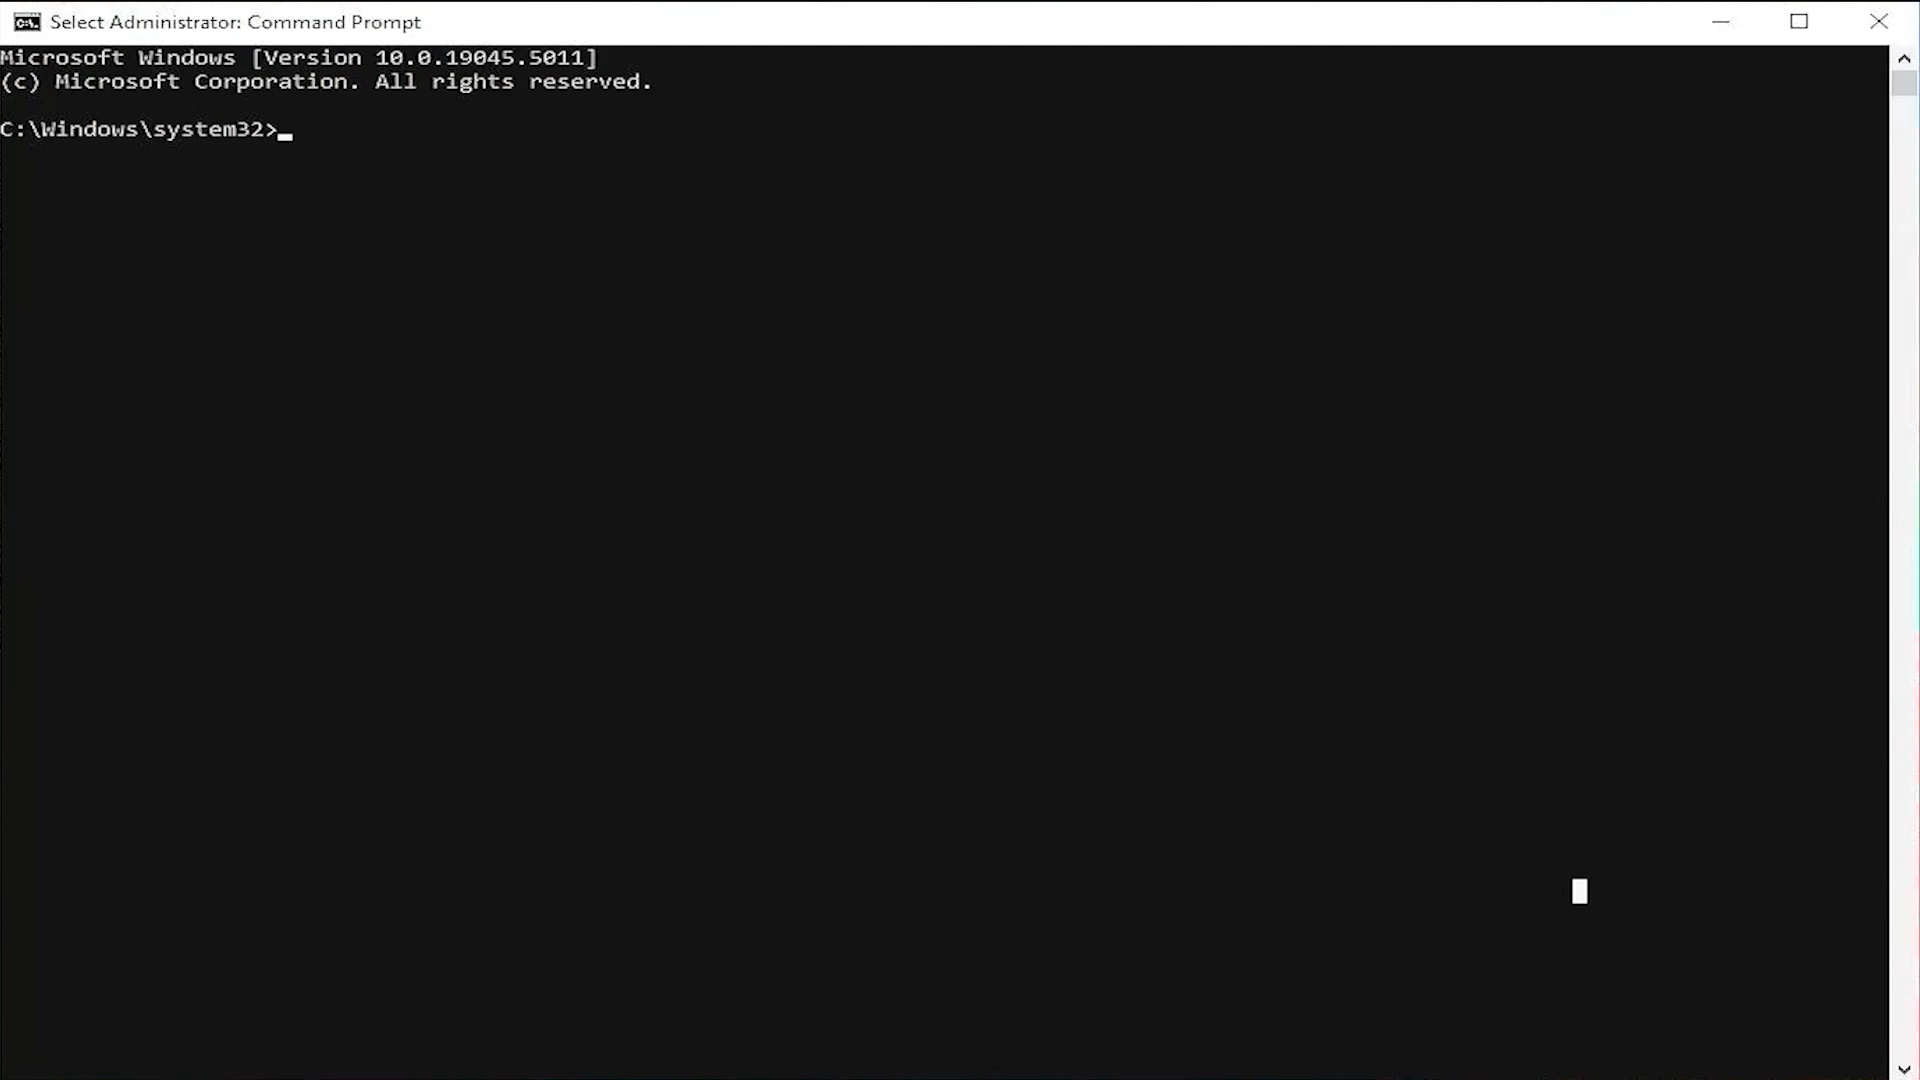 Select Administrator: Command Prompt
Microsoft Windows [Version 10.0.19045.5011]
(c) Microsoft Corporation. All rights reserved.
C:\Windows\system32>